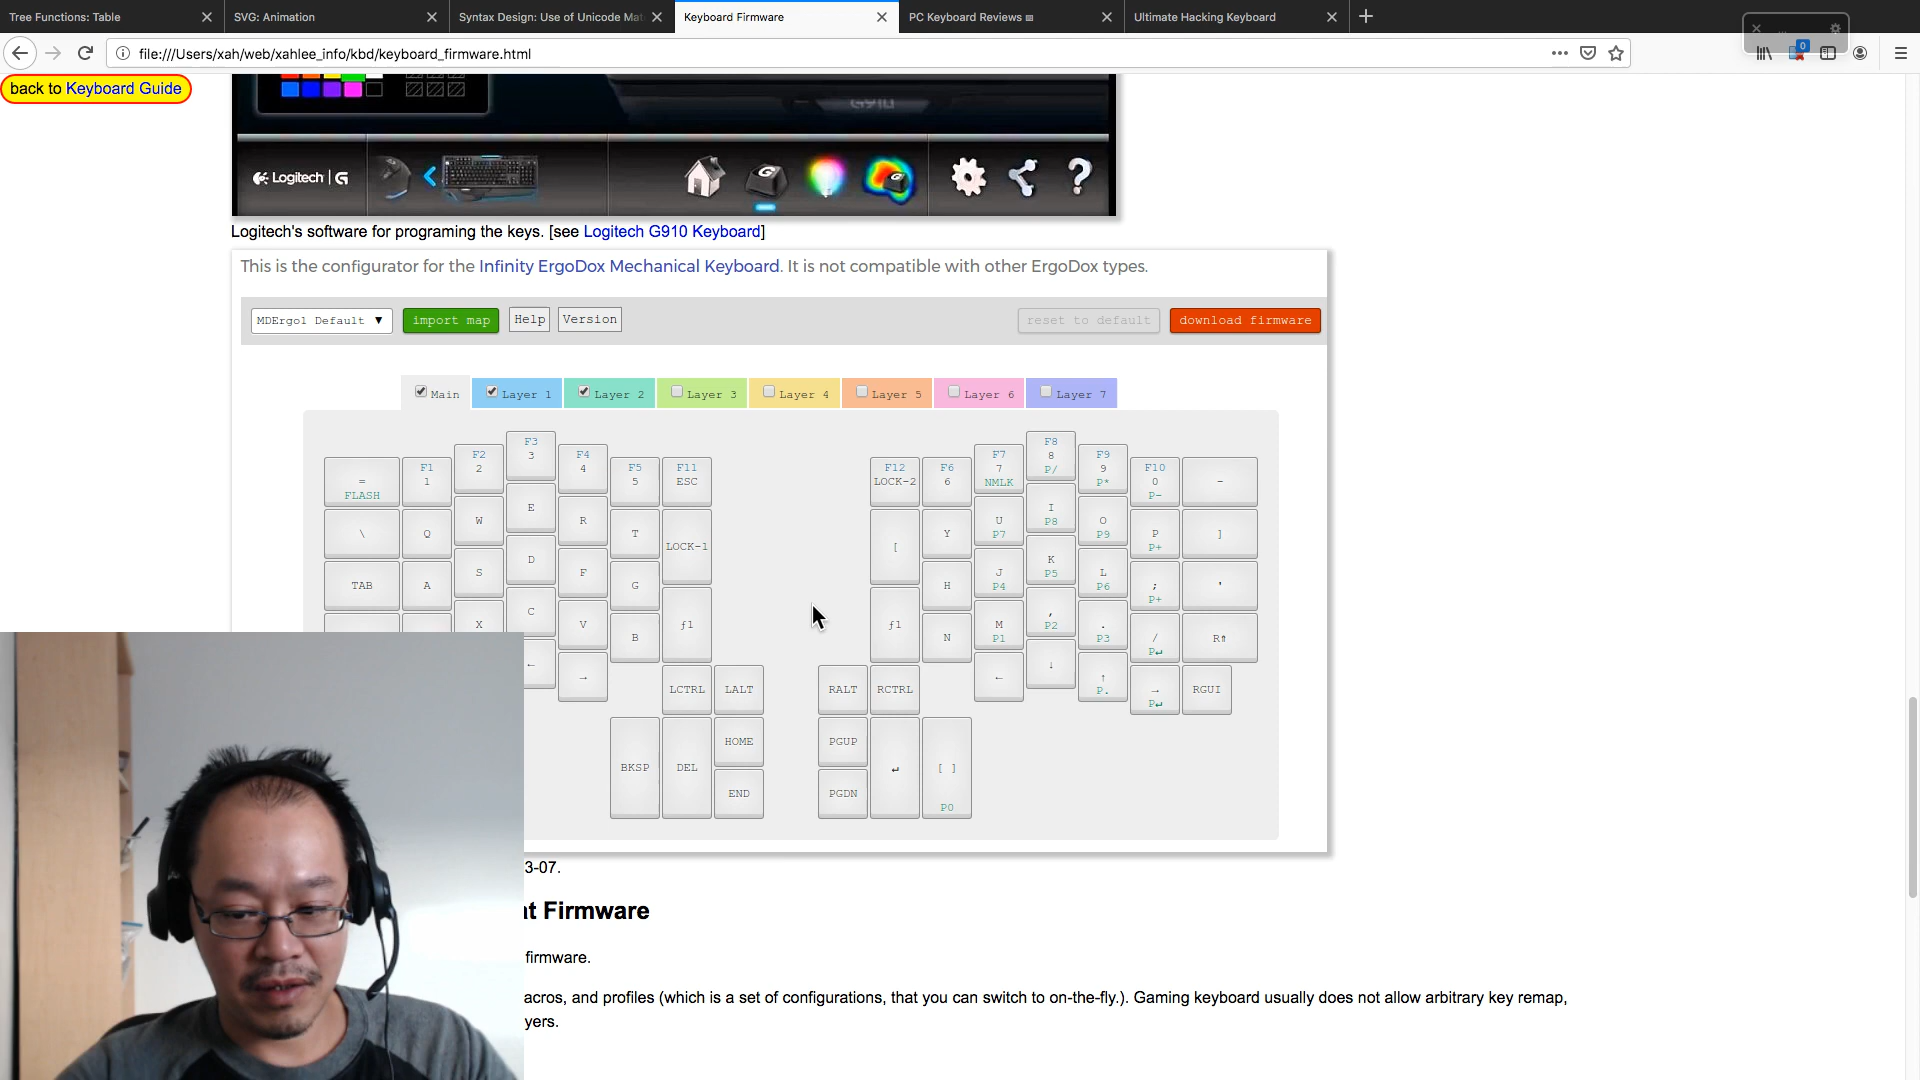 Tree Functions: Table
SVG: Animation
Syntax Design: Use of Unicode Mat
Keyboard Firmware
PC Keyboard Reviews
Ultimate Hacking Keyboard
file:///Users/xah/web/xahlee_info/kbd/keyboard_firmware.html
0
back to Keyboard Guide
G910
Logitech | G
G
Logitech's software for programing the keys. [see Logitech G910 Keyboard]
This is the configurator for the Infinity ErgoDox Mechanical Keyboard. It is not compatible with other ErgoDox types.
MDErgo1 Default ▼ import map Help Version reset to default download firmware
Main Layer 1 Layer 2 Layer 3 Layer 4 Layer 5 Layer 6 Layer 7
F3 F8
F2 3 F4 F7 8 F9
F1 2 4 F5 F11 F12 F6 7 P/ 9 F10
= 1 5 ESC LOCK-2 6 NMLK P* 0 -
FLASH P-
E I
W R P8
\ Q T LOCK-1 [ Y U O P ]
P7 P9 P+
D K
S F P5
TAB A G H J L ; '
P4 P6 P+
C ,
X V ƒ1 ƒ1 M P2 . /
B N P1 P3 P↵ R⇑
← → ← ↓ ↑
LCTRL LALT RALT RCTRL P. → RGUI
P↵
HOME PGUP
BKSP DEL ↵ [ ]
END PGDN P0
3-07.
at Firmware
firmware.
acros, and profiles (which is a set of configurations, that you can switch to on-the-fly.). Gaming keyboard usually does not allow arbitrary key remap,
yers.